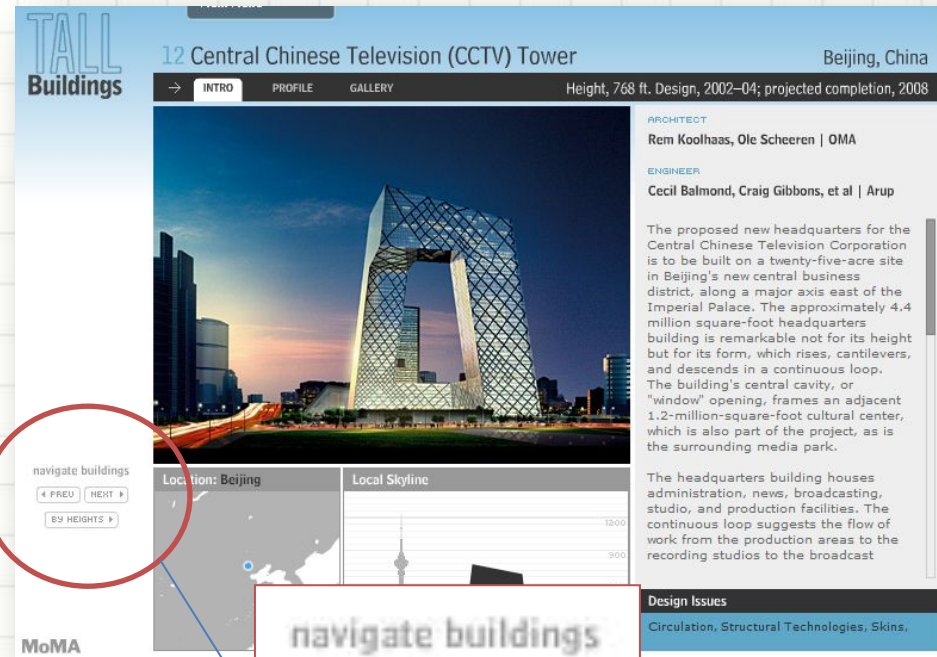 TALL
Buildings
12 Central Chinese Television (CCTV) Tower
Beijing, China
→ INTRO PROFILE GALLERY
Height, 768 ft. Design, 2002–04; projected completion, 2008
ARCHITECT
Rem Koolhaas, Ole Scheeren | OMA
ENGINEER
Cecil Balmond, Craig Gibbons, et al | Arup
The proposed new headquarters for the
Central Chinese Television Corporation
is to be built on a twenty-five-acre site
in Beijing's new central business
district, along a major axis east of the
Imperial Palace. The approximately 4.4
million square-foot headquarters
building is remarkable not for its height
but for its form, which rises, cantilevers,
and descends in a continuous loop.
The building's central cavity, or
"window" opening, frames an adjacent
1.2-million-square-foot cultural center,
which is also part of the project, as is
the surrounding media park.
The headquarters building houses
administration, news, broadcasting,
studio, and production facilities. The
continuous loop suggests the flow of
work from the production areas to the
recording studios to the broadcast
navigate buildings
PREV NEXT
BY HEIGHTS
Location: Beijing
Local Skyline
1200
900
Design Issues
Circulation, Structural Technologies, Skins,
navigate buildings
MoMA